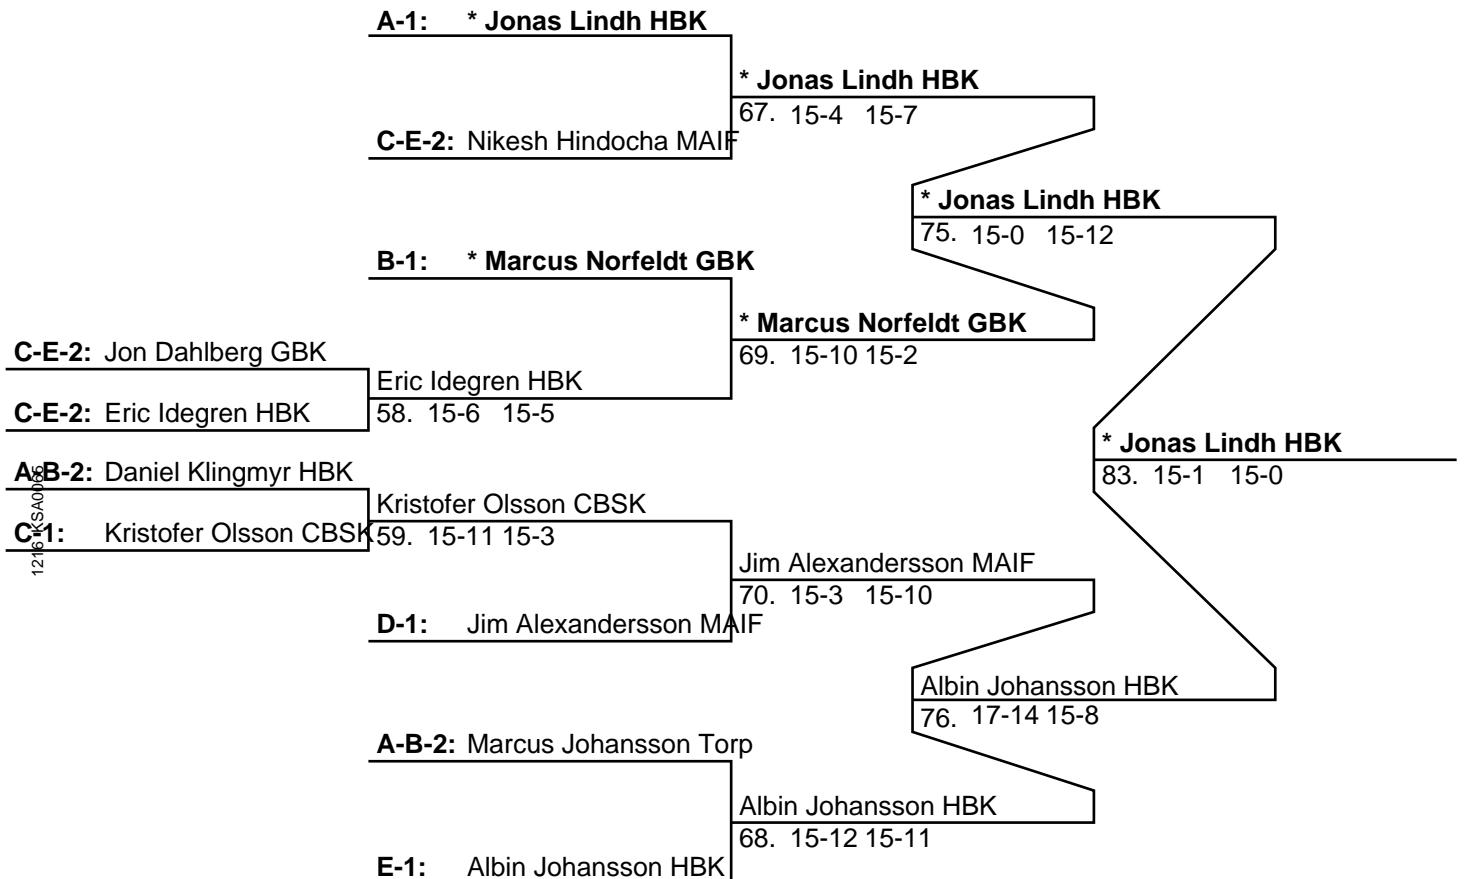 A-1: * Jonas Lindh HBK
* Jonas Lindh HBK
67. 15-4 15-7
C-E-2: Nikesh Hindocha MAIF
* Jonas Lindh HBK
75. 15-0 15-12
B-1: * Marcus Norfeldt GBK
* Marcus Norfeldt GBK
69. 15-10 15-2
C-E-2: Jon Dahlberg GBK
Eric Idegren HBK
58. 15-6 15-5
C-E-2: Eric Idegren HBK
* Jonas Lindh HBK
83. 15-1 15-0
A-B-2: Daniel Klingmyr HBK
Kristofer Olsson CBSK
59. 15-11 15-3
C-1: Kristofer Olsson CBSK
1216 KSA0065
Jim Alexandersson MAIF
70. 15-3 15-10
D-1: Jim Alexandersson MAIF
Albin Johansson HBK
76. 17-14 15-8
A-B-2: Marcus Johansson Torp
Albin Johansson HBK
68. 15-12 15-11
E-1: Albin Johansson HBK